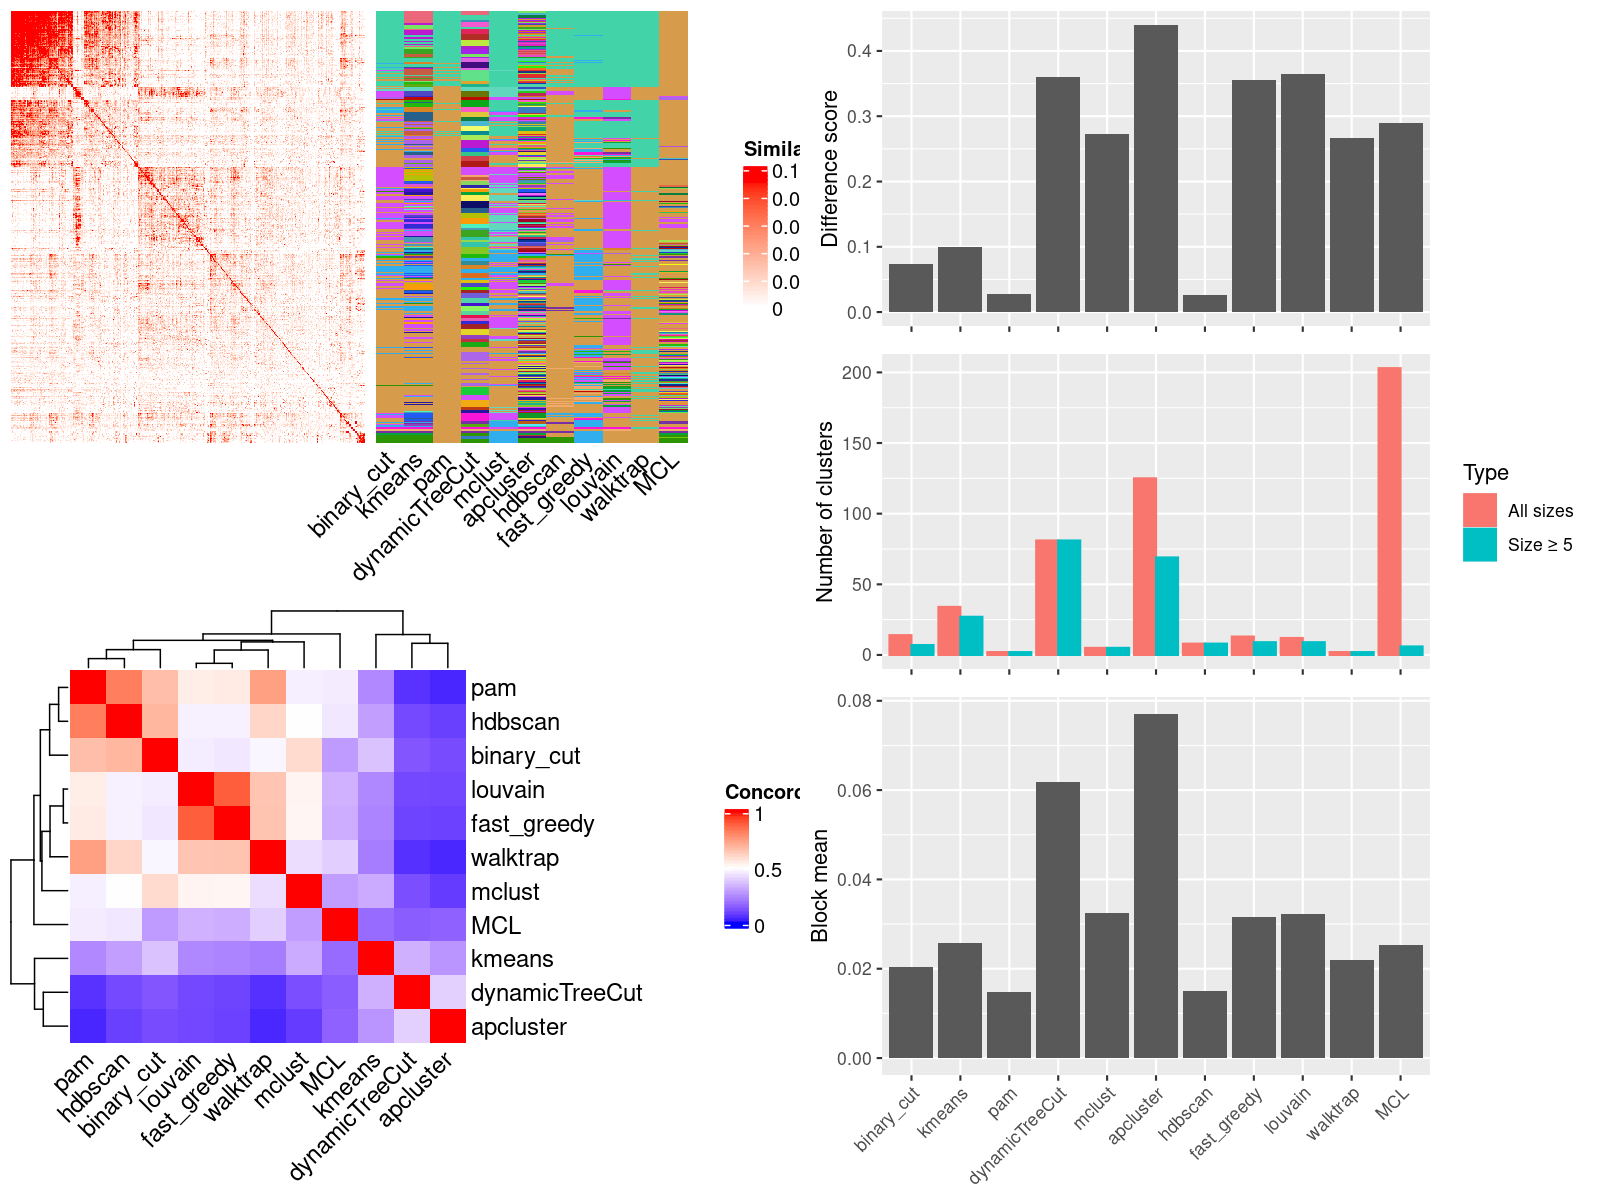 Simila
0.1
0.0
0.0
0.0
0
binary_cut
kmeans
pam
dynamicTreeCut
mclust
apcluster
hdbscan
fast_greedy
louvain
walktrap
MCL
pam
hdbscan
binary_cut
louvain
fast_greedy
walktrap
mclust
MCL
kmeans
dynamicTreeCut
apcluster
pam
hdbscan
binary_cut
louvain
fast_greedy
walktrap
mclust
MCL
kmeans
dynamicTreeCut
apcluster
Concord
1
0.5
0
Difference score
0.4
0.3
0.2
0.1
0.0
Number of clusters
200
150
100
50
0
Type
All sizes
Size ≥ 5
Block mean
0.08
0.06
0.04
0.02
0.00
binary_cut
kmeans
pam
dynamicTreeCut
mclust
apcluster
hdbscan
fast_greedy
louvain
walktrap
MCL